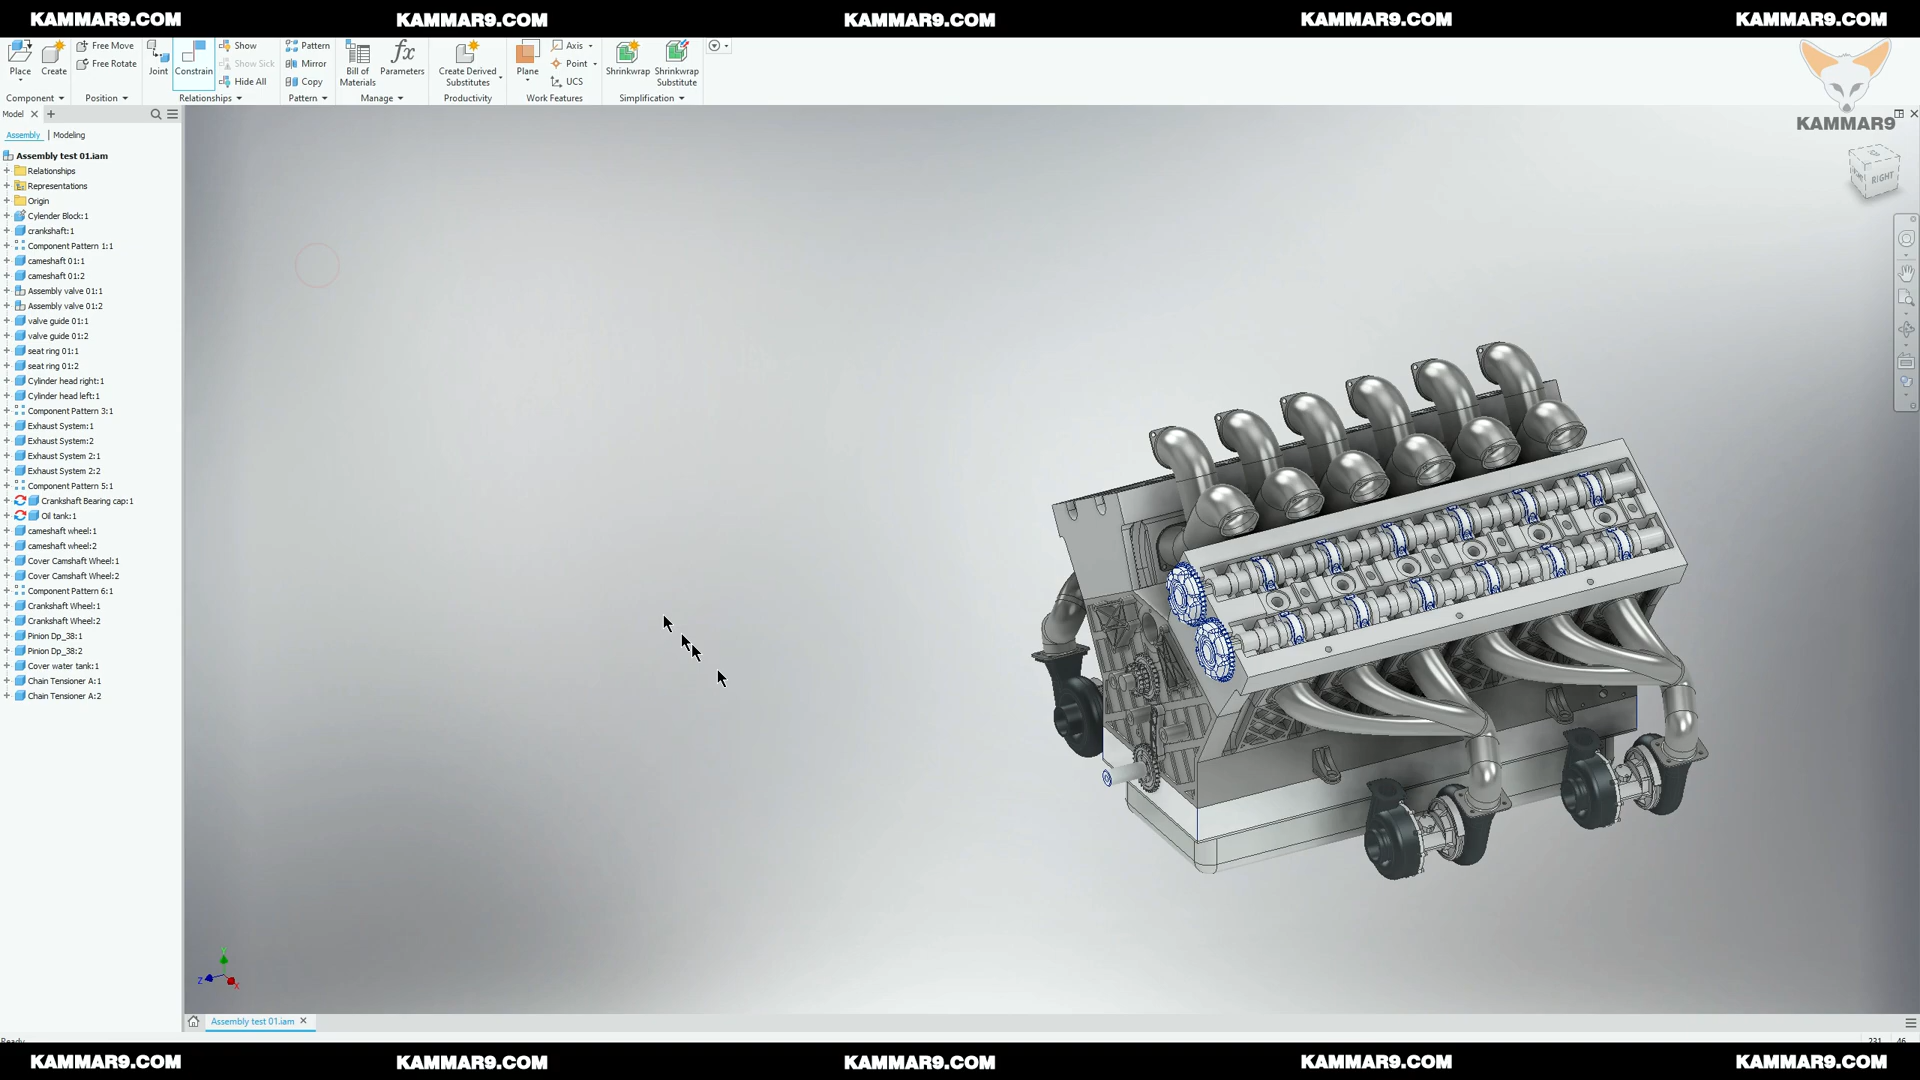 KAMMAR9.COM KAMMAR9.COM KAMMAR9.COM KAMMAR9.COM KAMMAR9.COM
Place Create Free Move Free Rotate
Component Position
Joint Constrain Show Show Sick Hide All
Relationships
Pattern Mirror Copy
Pattern
Bill of Materials fx Parameters
Manage
Create Derived Substitutes
Productivity
Plane Axis Point UCS
Work Features
Shrinkwrap Shrinkwrap Substitute
Simplification
KAMMAR9
RIGHT
Model
Assembly Modeling
Assembly test 01.iam
Relationships
Representations
Origin
Cylender Block:1
crankshaft:1
Component Pattern 1:1
cameshaft 01:1
cameshaft 01:2
Assembly valve 01:1
Assembly valve 01:2
valve guide 01:1
valve guide 01:2
seat ring 01:1
seat ring 01:2
Cylinder head right:1
Cylinder head left:1
Component Pattern 3:1
Exhaust System:1
Exhaust System:2
Exhaust System 2:1
Exhaust System 2:2
Component Pattern 5:1
Crankshaft Bearing cap:1
Oil tank:1
cameshaft wheel:1
cameshaft wheel:2
Cover Camshaft Wheel:1
Cover Camshaft Wheel:2
Component Pattern 6:1
Crankshaft Wheel:1
Crankshaft Wheel:2
Pinion Dp_38:1
Pinion Dp_38:2
Cover water tank:1
Chain Tensioner A:1
Chain Tensioner A:2
Y
Z X
Assembly test 01.iam
KAMMAR9.COM KAMMAR9.COM KAMMAR9.COM KAMMAR9.COM KAMMAR9.COM